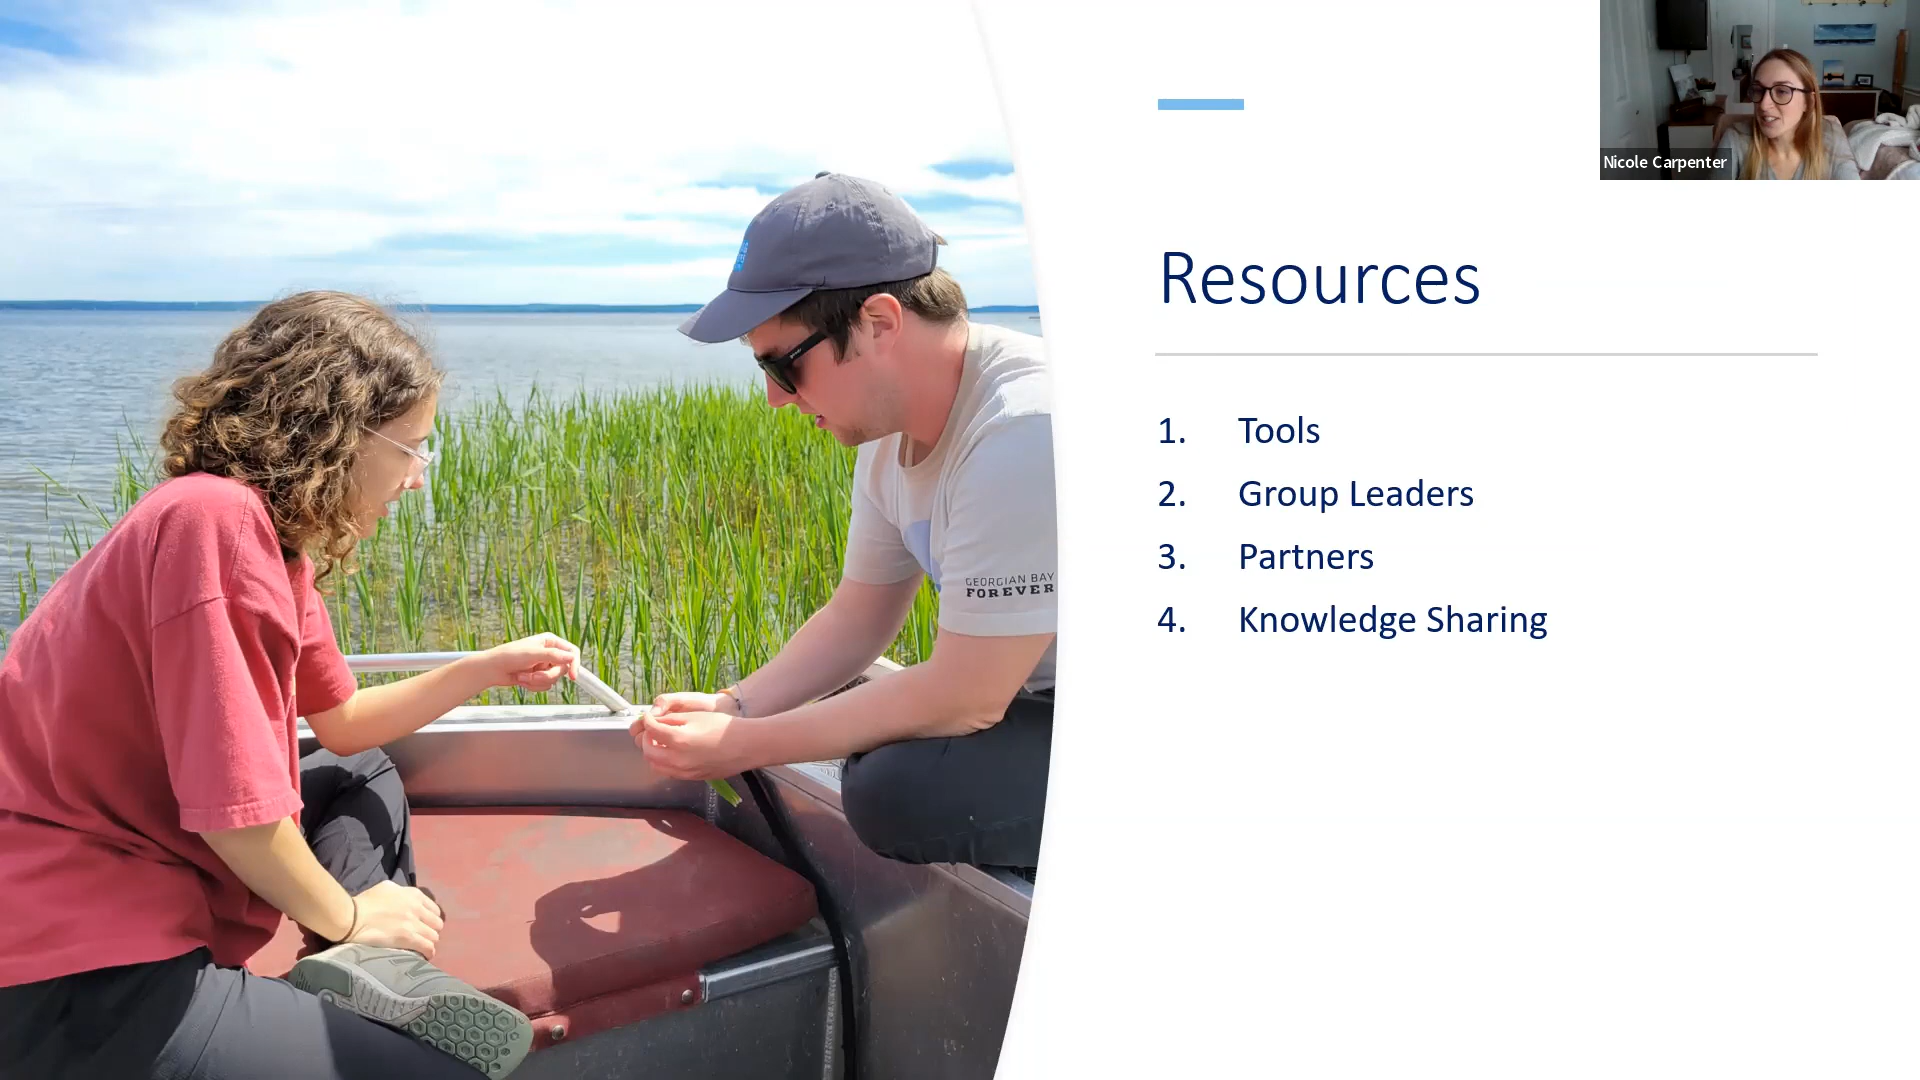 Nicole Carpenter
Resources
1. Tools
2. Group Leaders
3. Partners
4. Knowledge Sharing
GEORGIAN BAY
FOREVER